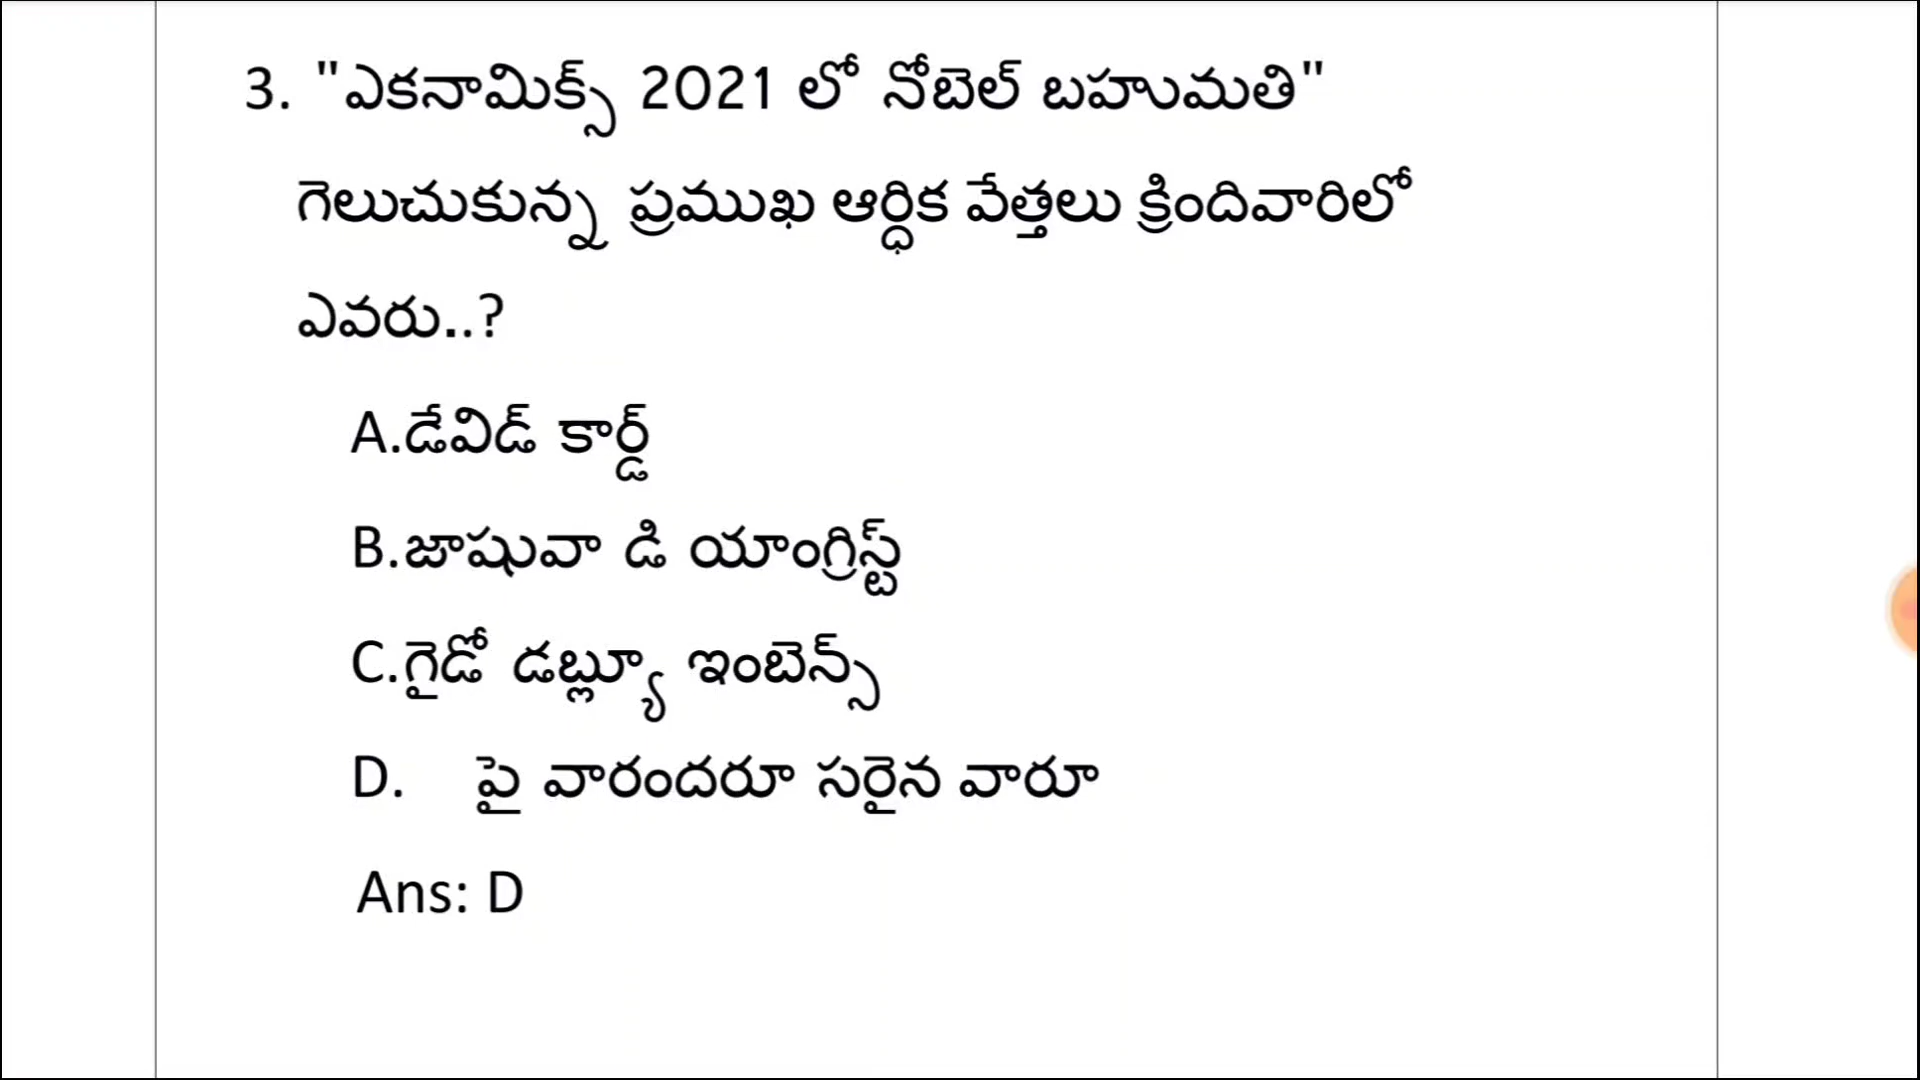 3. "ఎకనామిక్స్ 2021 లో నోబెల్ బహుమతి"
గెలుచుకున్న ప్రముఖ ఆర్ధిక వేత్తలు క్రిందివారిలో
ఎవరు..?
A.డేవిడ్ కార్డ్
B.జాషువా డి యాంగ్రిస్ట్
C.గైడో డబ్ల్యూ ఇంబెన్స్
D. పై వారందరూ సరైన వారూ
Ans: D